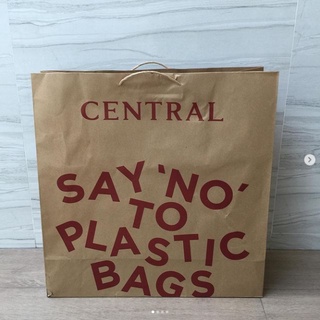 CENTRAL
SAY 'NO'
TO
PLASTIC
BAGS